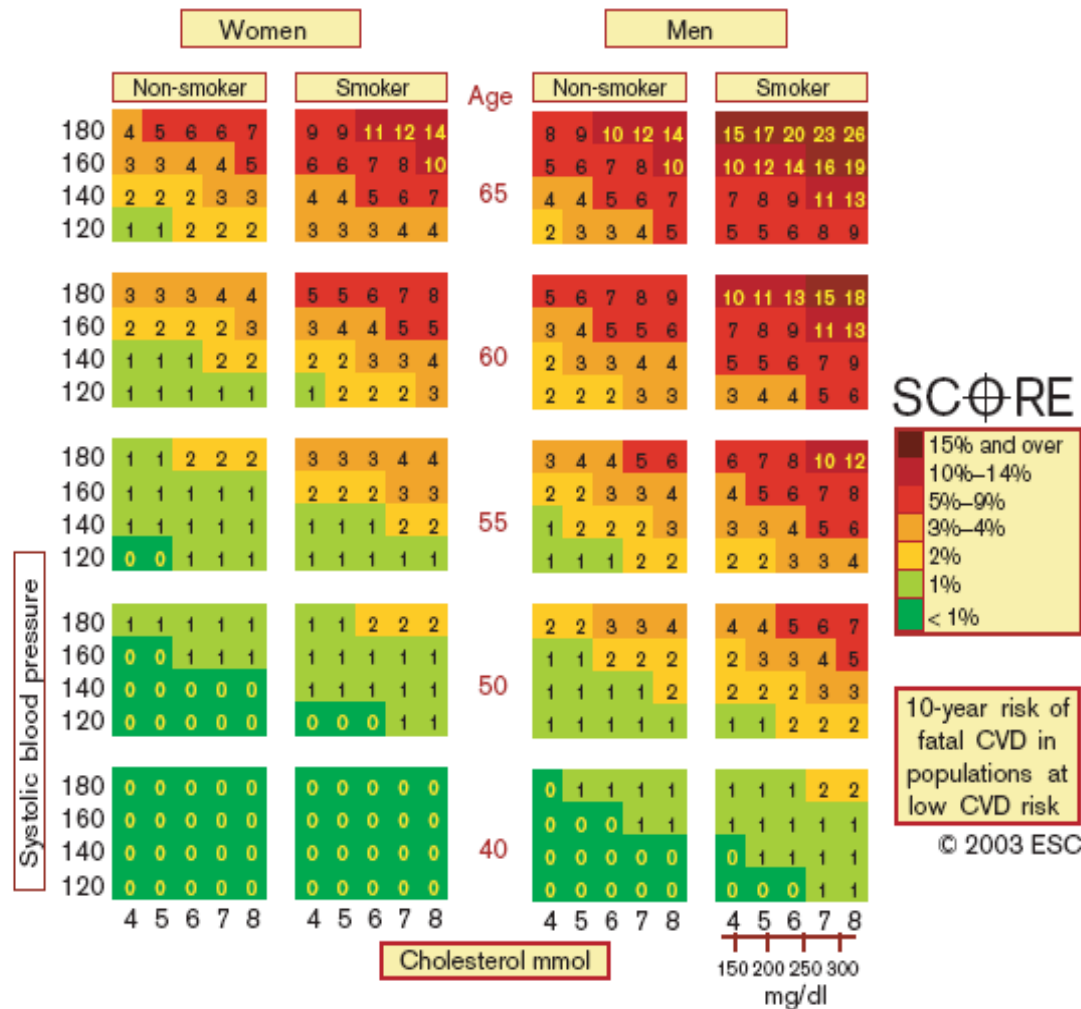 Women Men
Non-smoker Smoker Age Non-smoker Smoker
180 4 5 6 6 7 9 9 11 12 14 8 9 10 12 14 15 17 20 23 26
160 3 3 4 4 5 6 6 7 8 10 5 6 7 8 10 10 12 14 16 19
65
140 2 2 2 3 3 4 4 5 6 7 4 4 5 6 7 7 8 9 11 13
120 1 1 2 2 2 3 3 3 4 4 2 3 3 4 5 5 5 6 8 9
180 3 3 3 4 4 5 5 6 7 8 5 6 7 8 9 10 11 13 15 18
160 2 2 2 2 3 3 4 4 5 5 3 4 5 5 6 7 8 9 11 13
60
140 1 1 1 2 2 2 2 3 3 4 2 3 3 4 4 5 5 6 7 9
120 1 1 1 1 1 1 2 2 2 3 2 2 2 3 3 3 4 4 5 6
180 1 1 2 2 2 3 3 3 4 4 3 4 4 5 6 6 7 8 10 12
160 1 1 1 1 1 2 2 2 3 3 2 2 3 3 4 4 5 6 7 8
55
140 1 1 1 1 1 1 1 1 2 2 1 2 2 2 3 3 3 4 5 6
120 0 0 1 1 1 1 1 1 1 1 1 1 1 2 2 2 2 3 3 4
180 1 1 1 1 1 1 1 2 2 2 2 2 3 3 4 4 4 5 6 7
160 0 0 1 1 1 1 1 1 1 1 1 1 2 2 2 2 3 3 4 5
50
140 0 0 0 0 0 1 1 1 1 1 1 1 1 1 2 2 2 2 3 3
120 0 0 0 0 0 0 0 0 1 1 1 1 1 1 1 1 1 2 2 2
180 0 0 0 0 0 0 0 0 0 0 0 1 1 1 1 1 1 1 2 2
160 0 0 0 0 0 0 0 0 0 0 0 0 0 1 1 1 1 1 1 1
40
140 0 0 0 0 0 0 0 0 0 0 0 0 0 0 0 0 1 1 1 1
120 0 0 0 0 0 0 0 0 0 0 0 0 0 0 0 0 0 0 1 1
4 5 6 7 8 4 5 6 7 8 4 5 6 7 8 4 5 6 7 8
Systolic blood pressure
Cholesterol mmol
150 200 250 300
mg/dl
SCORE
15% and over
10%–14%
5%–9%
3%–4%
2%
1%
< 1%
10-year risk of
fatal CVD in
populations at
low CVD risk
© 2003 ESC